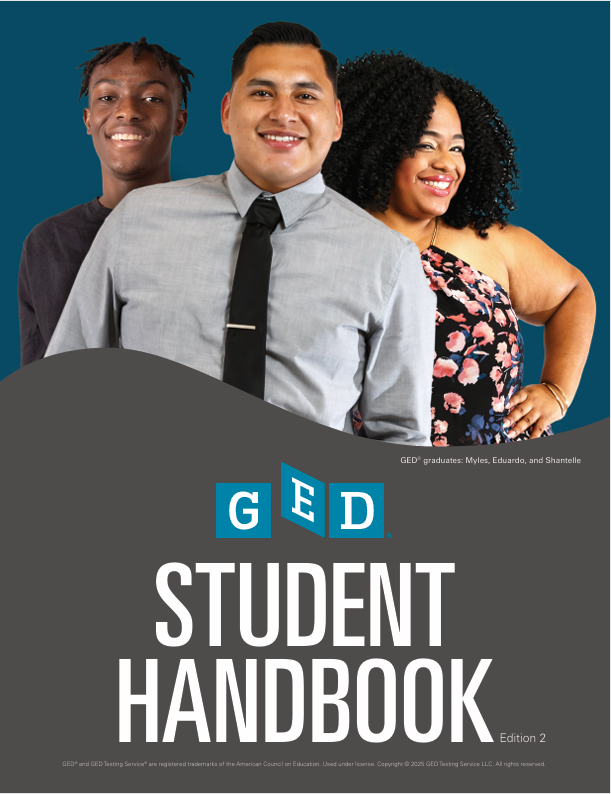 GED® graduates: Myles, Eduardo, and Shantelle
GED
STUDENT
HANDBOOK
Edition 2
GED® and GED Testing Service® are registered trademarks of the American Council on Education. Used under license. Copyright © 2025 GED Testing Service LLC. All rights reserved.